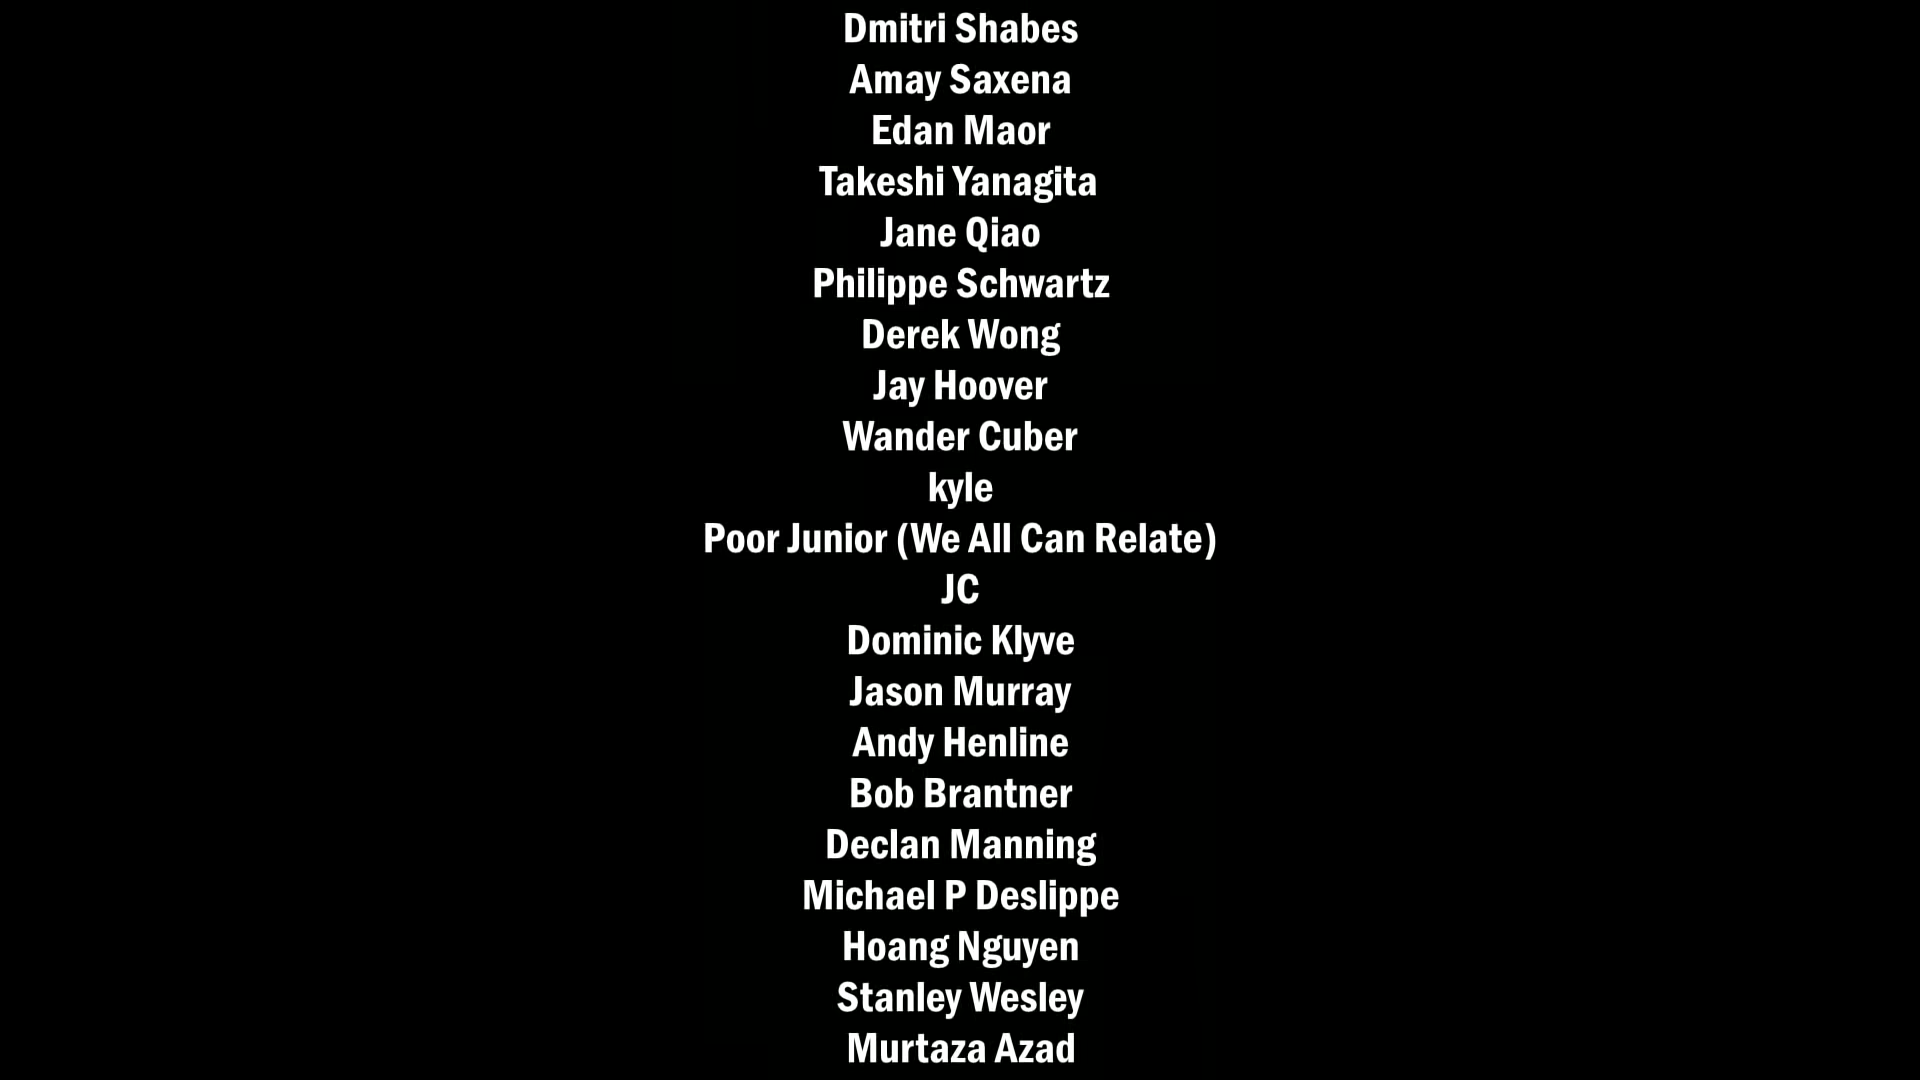 Dmitri Shabes
Amay Saxena
Edan Maor
Takeshi Yanagita
Jane Qiao
Philippe Schwartz
Derek Wong
Jay Hoover
Wander Cuber
kyle
Poor Junior (We All Can Relate)
JC
Dominic Klyve
Jason Murray
Andy Henline
Bob Brantner
Declan Manning
Michael P Deslippe
Hoang Nguyen
Stanley Wesley
Murtaza Azad